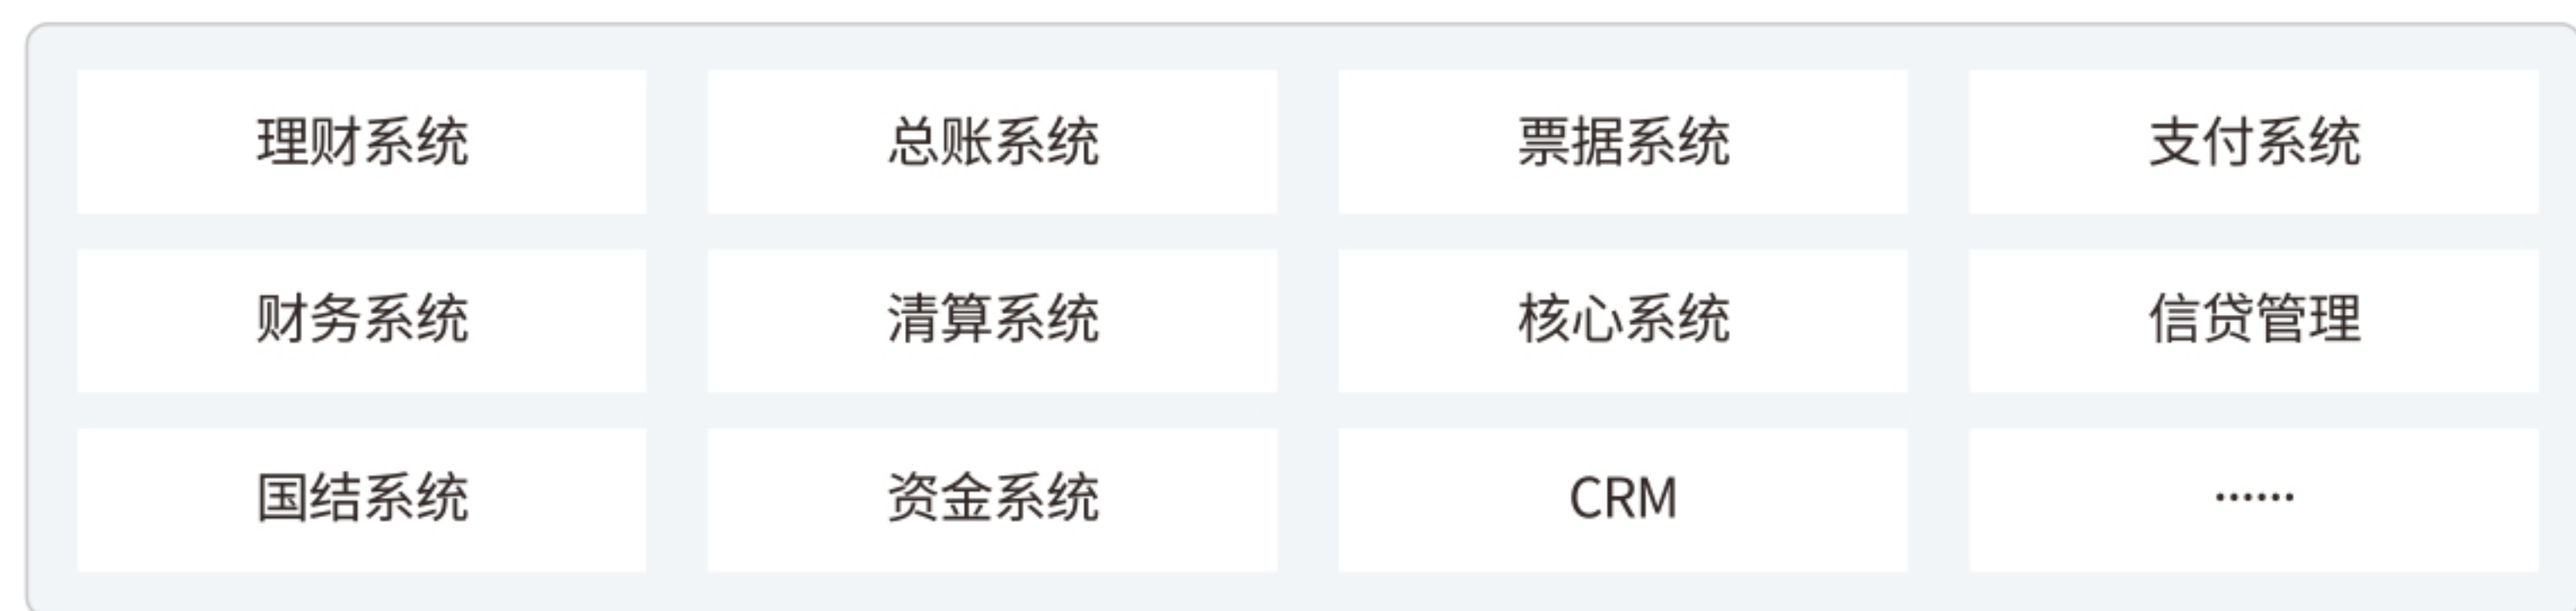 理财系统
总账系统
票据系统
支付系统
财务系统
清算系统
核心系统
信贷管理
国结系统
资金系统
CRM
······